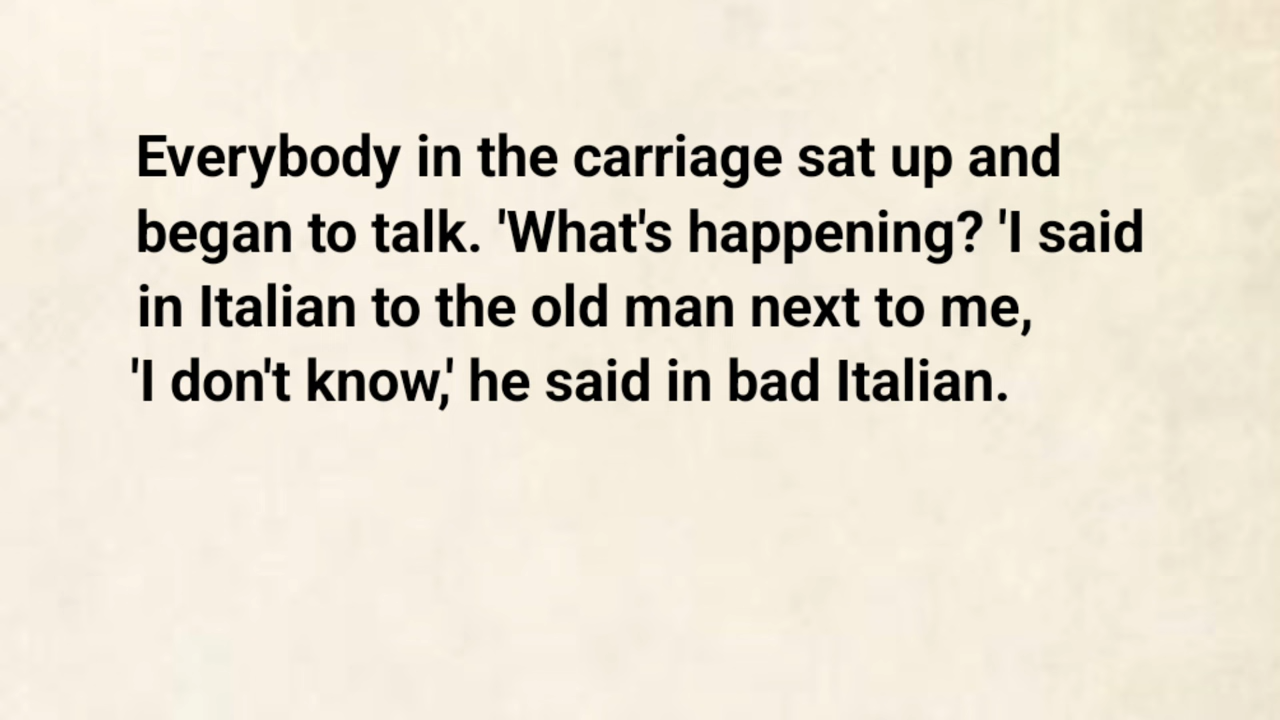 Everybody in the carriage sat up and
began to talk. 'What's happening? 'I said
in Italian to the old man next to me,
'I don't know,' he said in bad Italian.